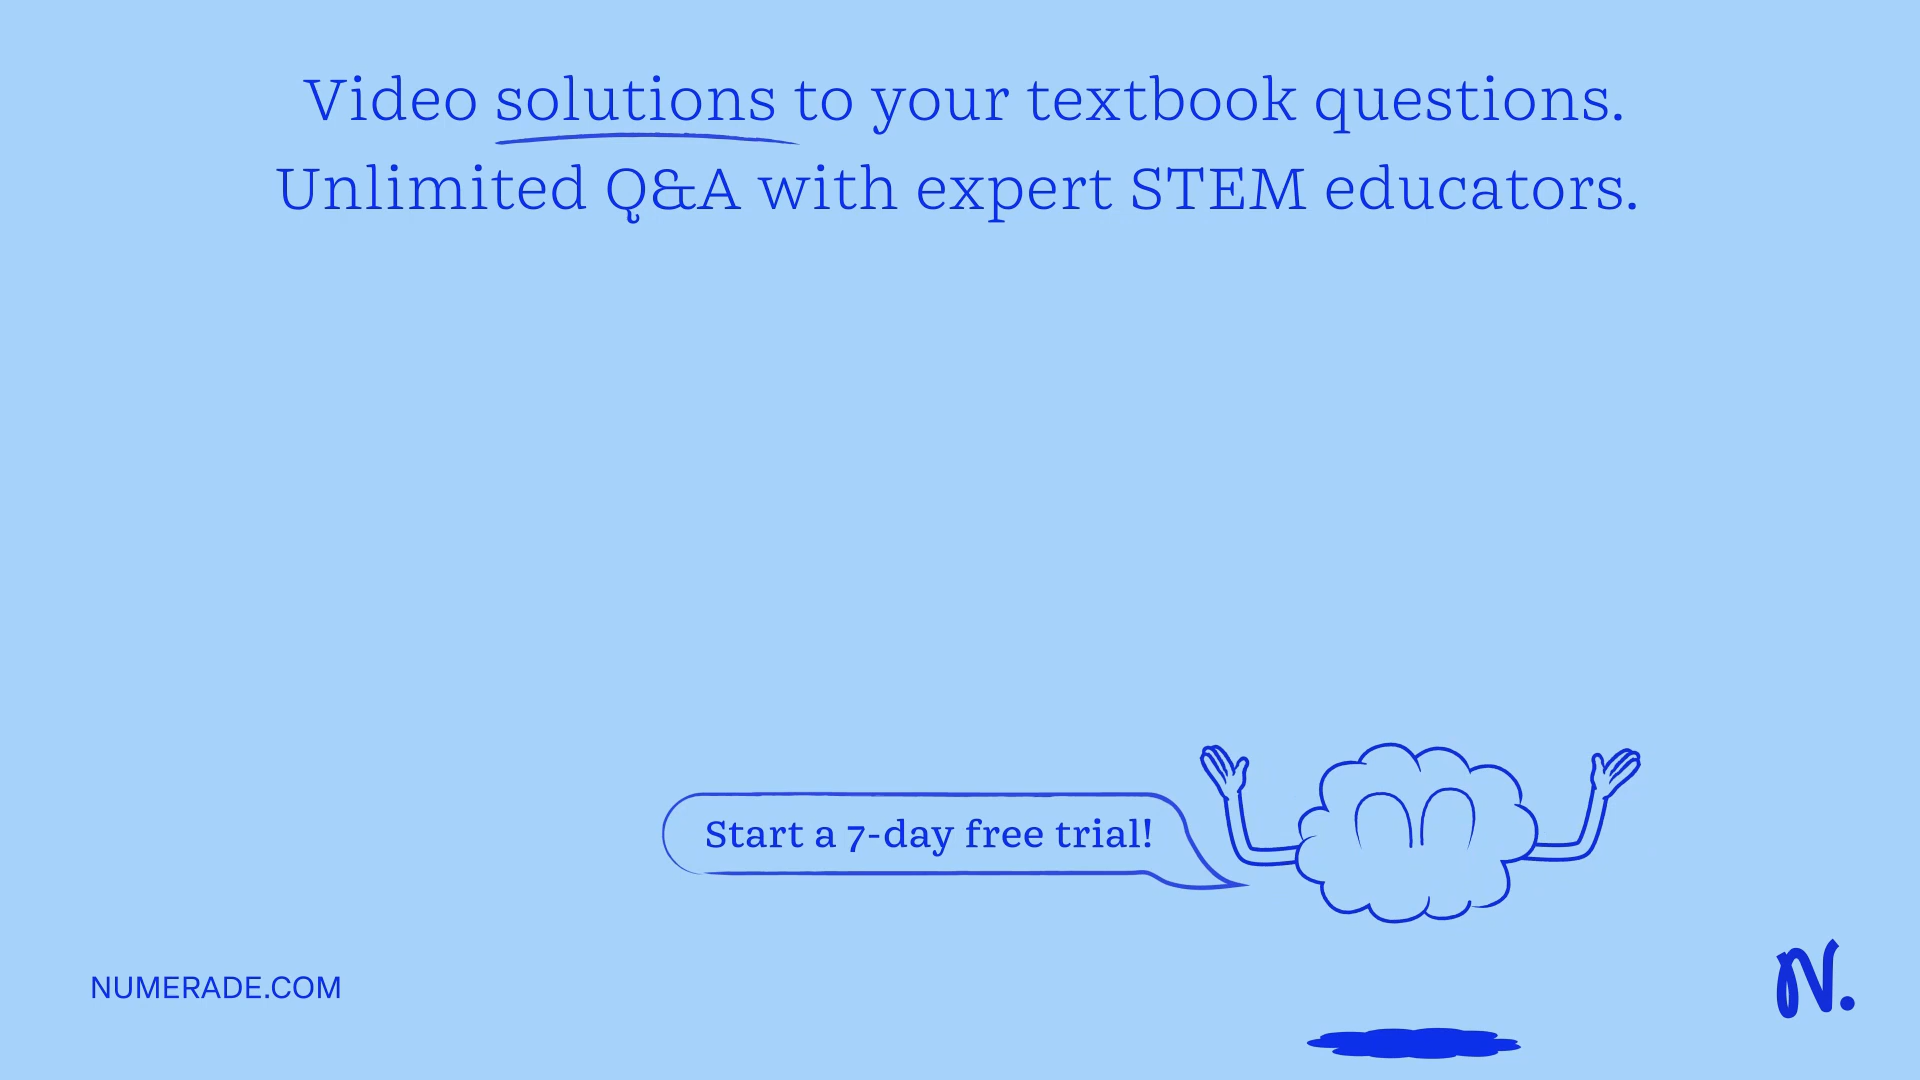 Video solutions to your textbook questions.
Unlimited Q&A with expert STEM educators.
Start a 7-day free trial!
NUMERADE.COM
N.